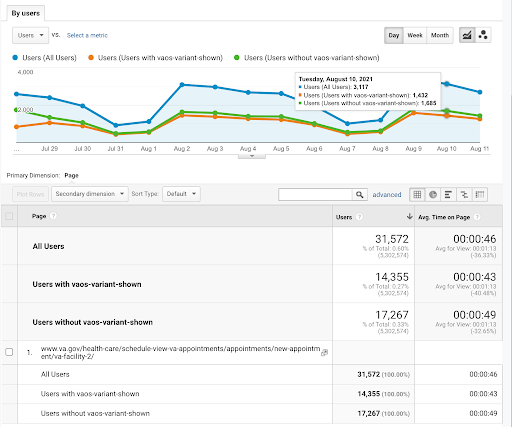 By users
Users
vs.
Select a metric
Day
Week
Month
Users (All Users)
Users (Users with vaos-variant-shown)
Users (Users without vaos-variant-shown)
4,000
2,000
Tuesday, August 10, 2021
Users (All Users): 3,117
Users (Users with vaos-variant-shown): 1,432
Users (Users without vaos-variant-shown): 1,685
... Jul 29 Jul 30 Jul 31 Aug 1 Aug 2 Aug 3 Aug 4 Aug 5 Aug 6 Aug 7 Aug 8 Aug 9 Aug 10 Aug 11
Primary Dimension: Page
Plot Rows
Secondary dimension
Sort Type: Default
advanced
Page ? Users ? Avg. Time on Page ?
All Users
31,572
% of Total: 0.60%
(5,302,574)
00:00:46
Avg for View: 00:01:13
(-36.33%)
Users with vaos-variant-shown
14,355
% of Total: 0.27%
(5,302,574)
00:00:43
Avg for View: 00:01:13
(-40.48%)
Users without vaos-variant-shown
17,267
% of Total: 0.33%
(5,302,574)
00:00:49
Avg for View: 00:01:13
(-32.65%)
1. www.va.gov/health-care/schedule-view-va-appointments/appointments/new-appointm
ent/va-facility-2/
All Users 31,572 (100.00%) 00:00:46
Users with vaos-variant-shown 14,355 (100.00%) 00:00:43
Users without vaos-variant-shown 17,267 (100.00%) 00:00:49